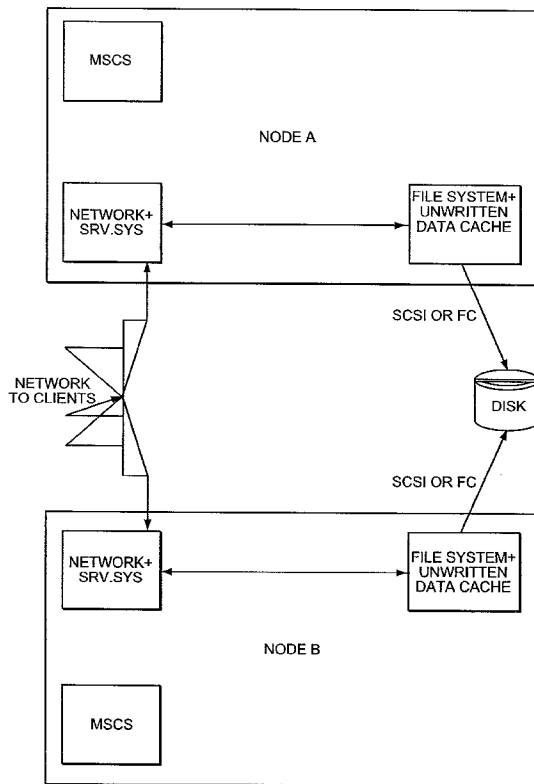 MSCS
NODE A
NETWORK+
SRV.SYS
FILE SYSTEM+
UNWRITTEN
DATA CACHE
SCSI OR FC
NETWORK
TO CLIENTS
DISK
SCSI OR FC
NETWORK+
SRV.SYS
FILE SYSTEM+
UNWRITTEN
DATA CACHE
NODE B
MSCS